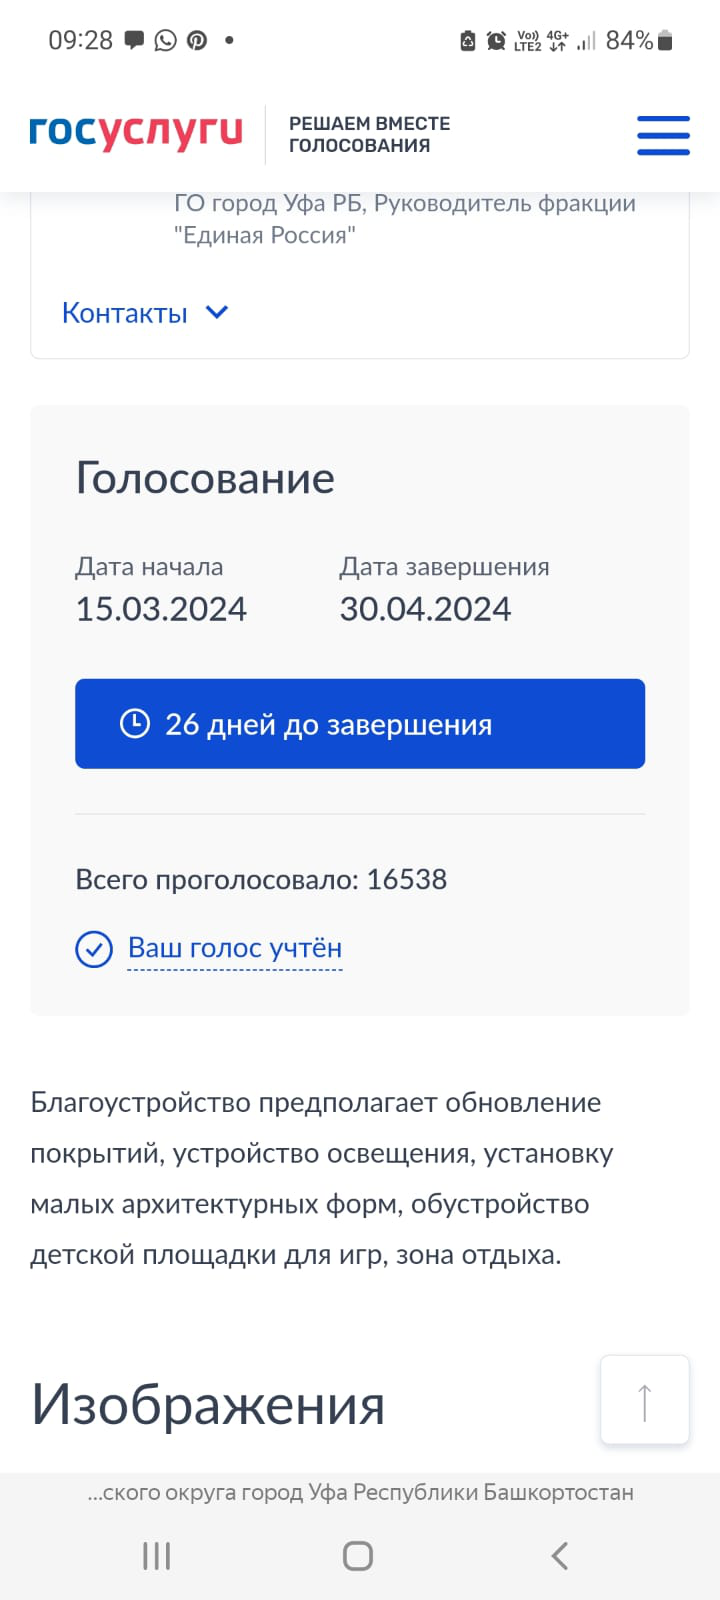 09:28
Vo)) 4G+
LTE2
84%
госуслуги
РЕШАЕМ ВМЕСТЕ
ГОЛОСОВАНИЯ
ГО город Уфа РБ, Руководитель фракции
"Единая Россия"
Контакты
Голосование
Дата начала Дата завершения
15.03.2024 30.04.2024
26 дней до завершения
Всего проголосовало: 16538
Ваш голос учтён
Благоустройство предполагает обновление
покрытий, устройство освещения, установку
малых архитектурных форм, обустройство
детской площадки для игр, зона отдыха.
Изображения
...ского округа город Уфа Республики Башкортостан